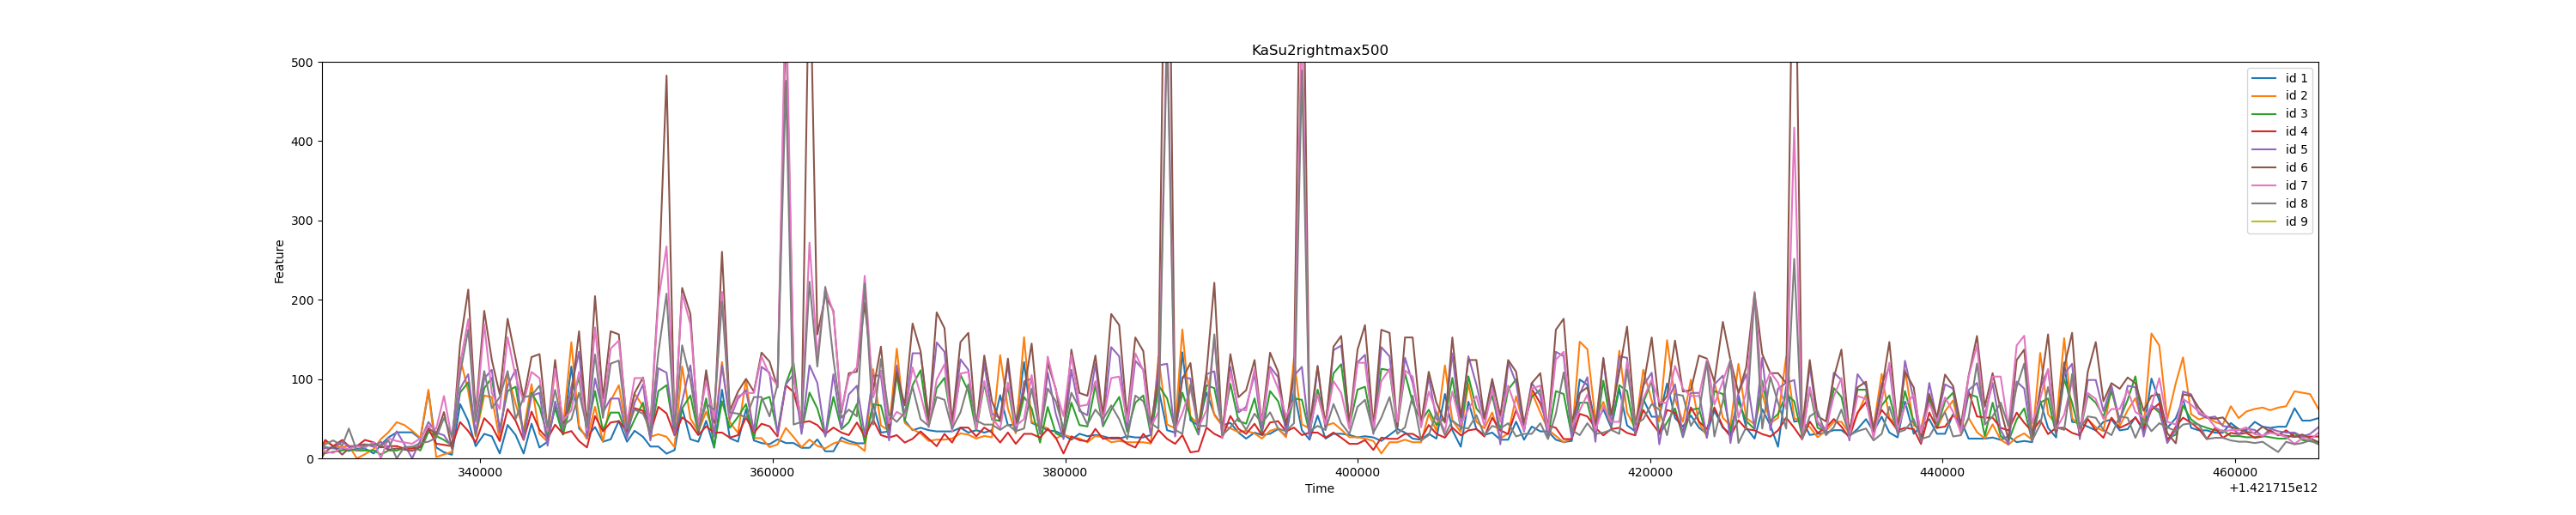 KaSu2rightmax500
500
400
300
200
100
0
Feature
id 1
id 2
id 3
id 4
id 5
id 6
id 7
id 8
id 9
340000 360000 380000 400000 420000 440000 460000
Time
+1.421715e12